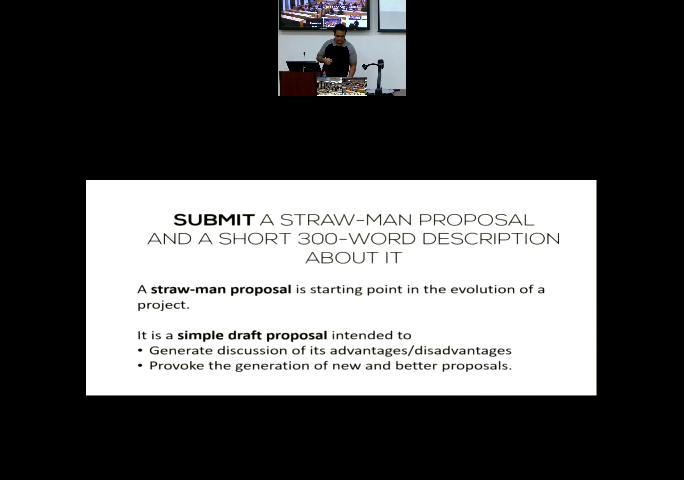 SUBMIT A STRAW-MAN PROPOSAL
AND A SHORT 300-WORD DESCRIPTION
ABOUT IT
A straw-man proposal is starting point in the evolution of a
project.
It is a simple draft proposal intended to
• Generate discussion of its advantages/disadvantages
• Provoke the generation of new and better proposals.